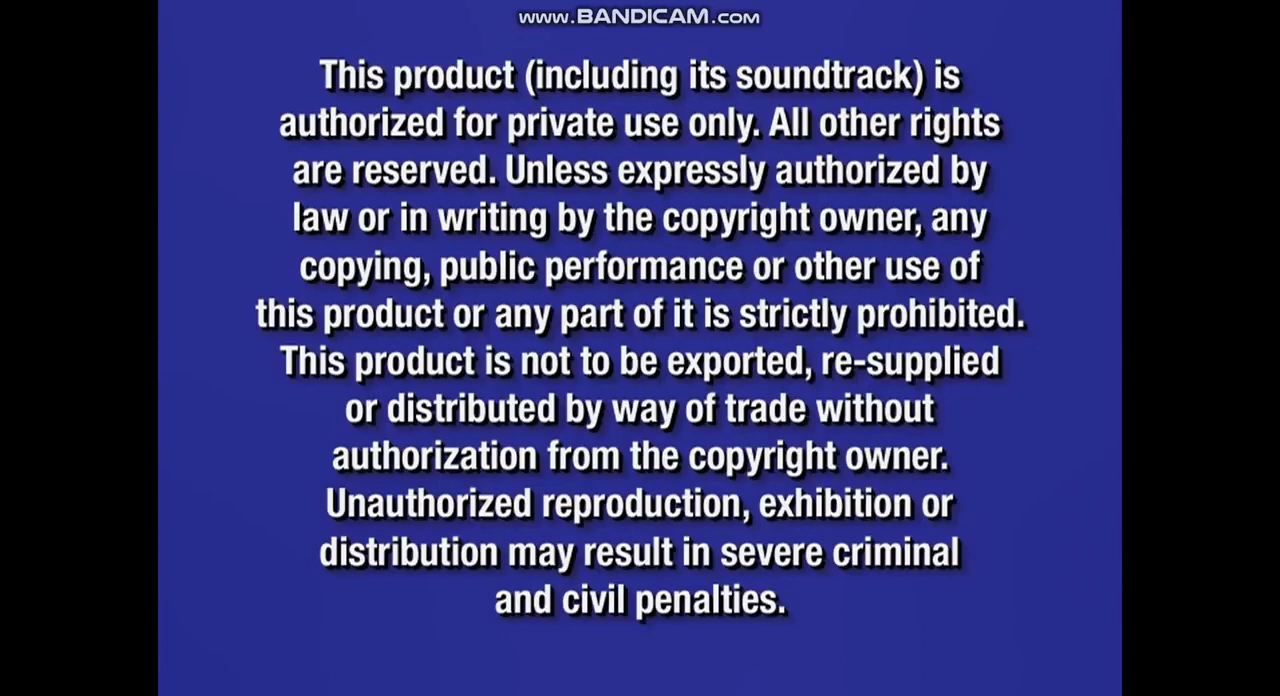 www.BANDICAM.com
This product (including its soundtrack) is
authorized for private use only. All other rights
are reserved. Unless expressly authorized by
law or in writing by the copyright owner, any
copying, public performance or other use of
this product or any part of it is strictly prohibited.
This product is not to be exported, re-supplied
or distributed by way of trade without
authorization from the copyright owner.
Unauthorized reproduction, exhibition or
distribution may result in severe criminal
and civil penalties.